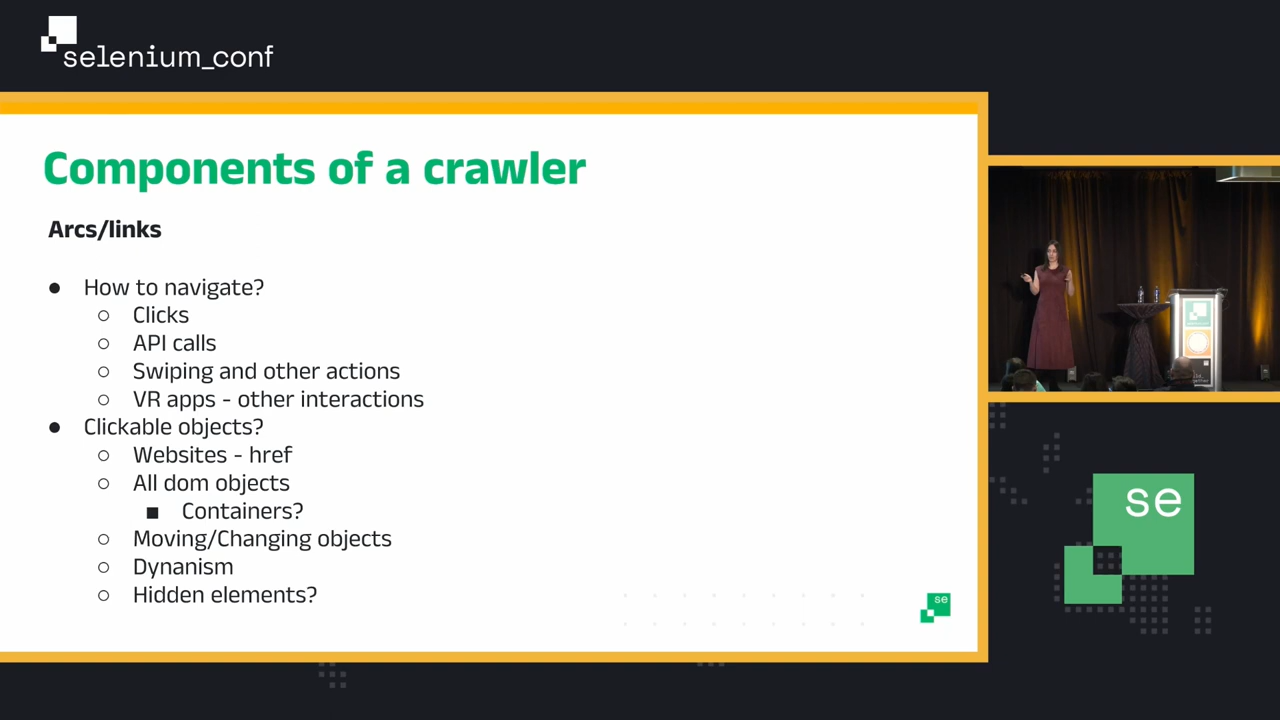 selenium_conf
Components of a crawler
Arcs/links
● How to navigate?
○ Clicks
○ API calls
○ Swiping and other actions
○ VR apps - other interactions
● Clickable objects?
○ Websites - href
○ All dom objects
■ Containers?
○ Moving/Changing objects
○ Dynanism
○ Hidden elements?
se
se